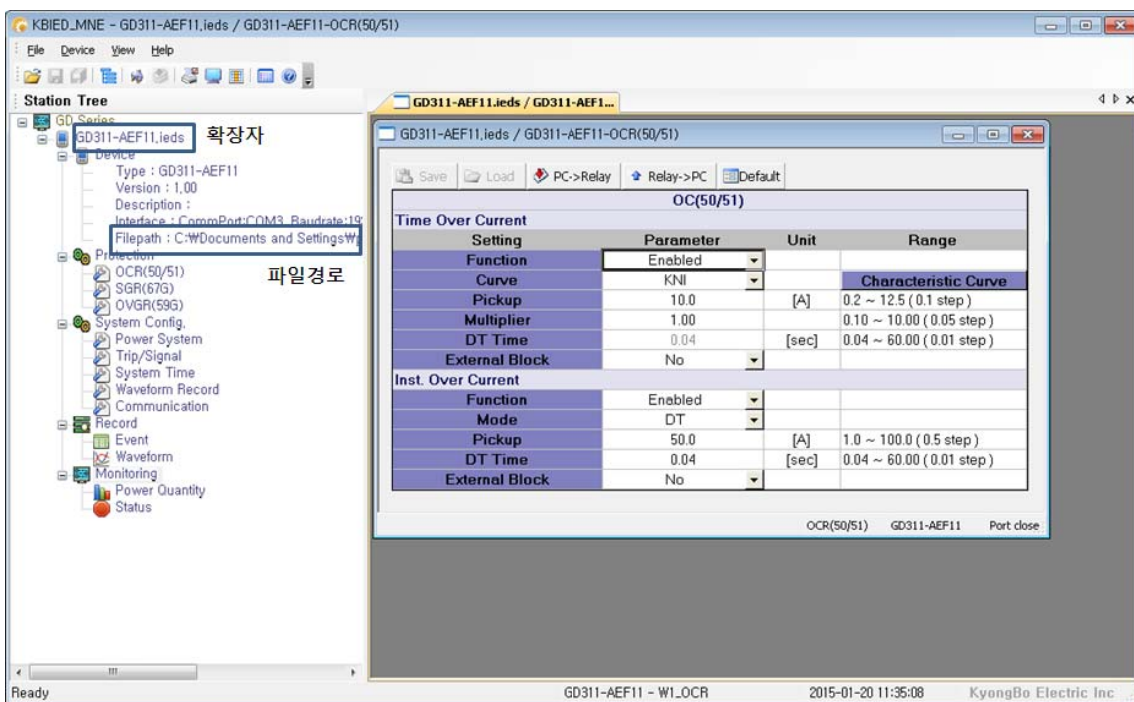 KBIED_MNE - GD311-AEF11,ieds / GD311-AEF11-OCR(50/51)
File Device View Help
Station Tree
GD Series
GD311-AEF11,ieds 확장자
Device
Type : GD311-AEF11
Version : 1,00
Description :
Interface : CommPort:COM3, Baudrate:19
Filepath : C:₩Documents and Settings₩
파일경로
Protection
OCR(50/51)
SGR(67G)
OVGR(59G)
System Config,
Power System
Trip/Signal
System Time
Waveform Record
Communication
Record
Event
Waveform
Monitoring
Power Quantity
Status
GD311-AEF11.ieds / GD311-AEF1...
GD311-AEF11,ieds / GD311-AEF11-OCR(50/51)
Save Load PC->Relay Relay->PC Default
OC(50/51)
Time Over Current
Setting Parameter Unit Range
Function Enabled
Curve KNI Characteristic Curve
Pickup 10.0 [A] 0.2 ~ 12.5 ( 0.1 step )
Multiplier 1.00 0.10 ~ 10.00 ( 0.05 step )
DT Time 0.04 [sec] 0.04 ~ 60.00 ( 0.01 step )
External Block No
Inst. Over Current
Function Enabled
Mode DT
Pickup 50.0 [A] 1.0 ~ 100.0 ( 0.5 step )
DT Time 0.04 [sec] 0.04 ~ 60.00 ( 0.01 step )
External Block No
OCR(50/51) GD311-AEF11 Port close
Ready GD311-AEF11 - W1_OCR 2015-01-20 11:35:08 KyongBo Electric Inc